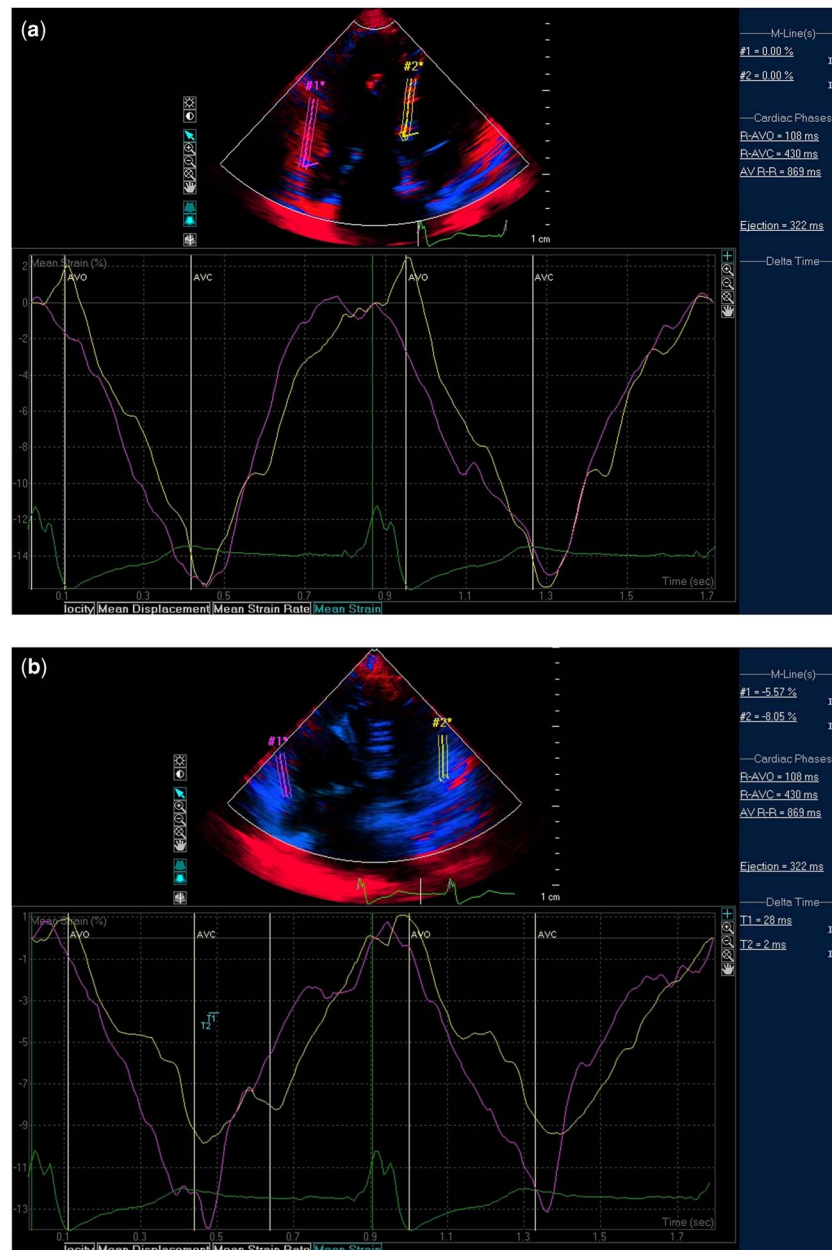 (a)
#1*
#2*
1 cm
M-Line(s)
#1 = 0.00 %
#2 = 0.00 %
Cardiac Phases
R-AVO = 108 ms
R-AVC = 430 ms
AV R-R = 869 ms
Ejection = 322 ms
Delta Time
Mean Strain (%)
AVO
AVC
AVO
AVC
2
0
-2
-4
-6
-8
-10
-12
-14
0.1
0.3
0.5
0.7
0.9
1.1
1.3
1.5
1.7
Time (sec)
locity Mean Displacement Mean Strain Rate Mean Strain
(b)
#1*
#2*
1 cm
M-Line(s)
#1 = -5.57 %
#2 = -8.05 %
Cardiac Phases
R-AVO = 108 ms
R-AVC = 430 ms
AV R-R = 869 ms
Ejection = 322 ms
Delta Time
T1 = 28 ms
T2 = 2 ms
Mean Strain (%)
AVO
AVC
AVO
AVC
T1
T2
1
-1
-3
-5
-7
-9
-11
-13
0.1
0.3
0.5
0.7
0.9
1.1
1.3
1.5
1.7
Time (sec)
locity Mean Displacement Mean Strain Rate Mean Strain